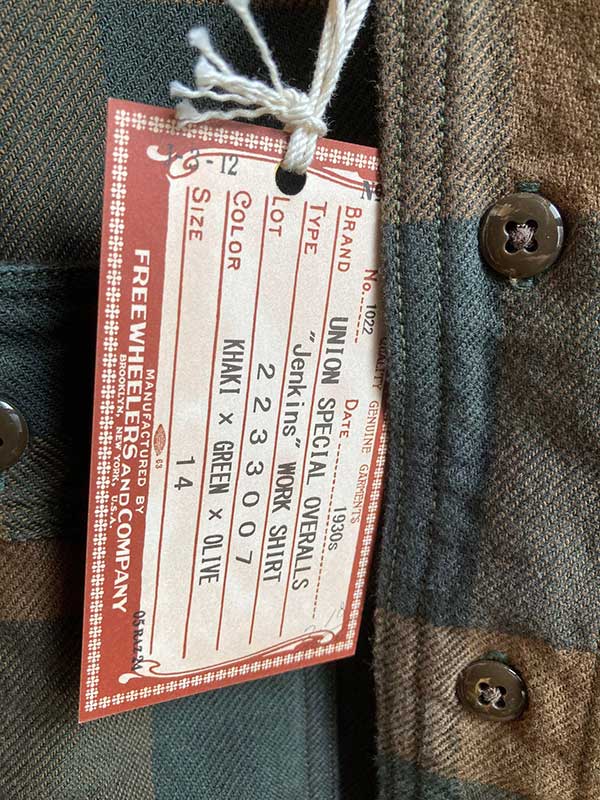 QUALITY GENUINE GARMENTS
No. 1022 DATE 1930s
BRAND UNION SPECIAL OVERALLS
TYPE "Jenkins" WORK SHIRT
LOT 2233007
COLOR KHAKI x GREEN x OLIVE
SIZE 14
63
MANUFACTURED BY
FREEWHEELERS AND COMPANY
BROOKLYN, NEW YORK, U.S.A.